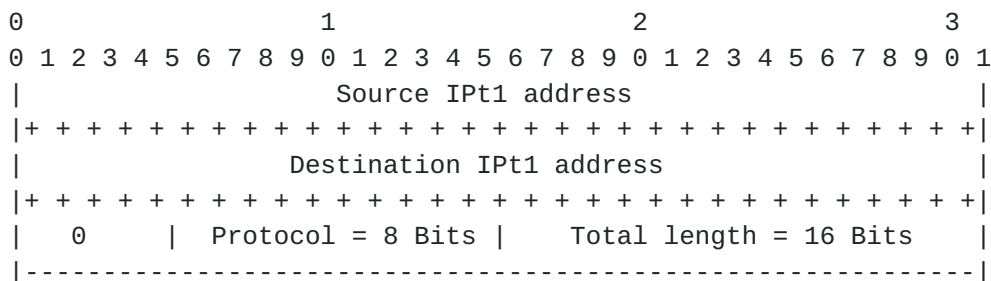 0                   1                   2                   3
0 1 2 3 4 5 6 7 8 9 0 1 2 3 4 5 6 7 8 9 0 1 2 3 4 5 6 7 8 9 0 1
|                    Source IPt1 address                      |
|+ + + + + + + + + + + + + + + + + + + + + + + + + + + + + + +|
|                 Destination IPt1 address                    |
|+ + + + + + + + + + + + + + + + + + + + + + + + + + + + + + +|
|   0     |  Protocol = 8 Bits |    Total length = 16 Bits    |
|-------------------------------------------------------------|